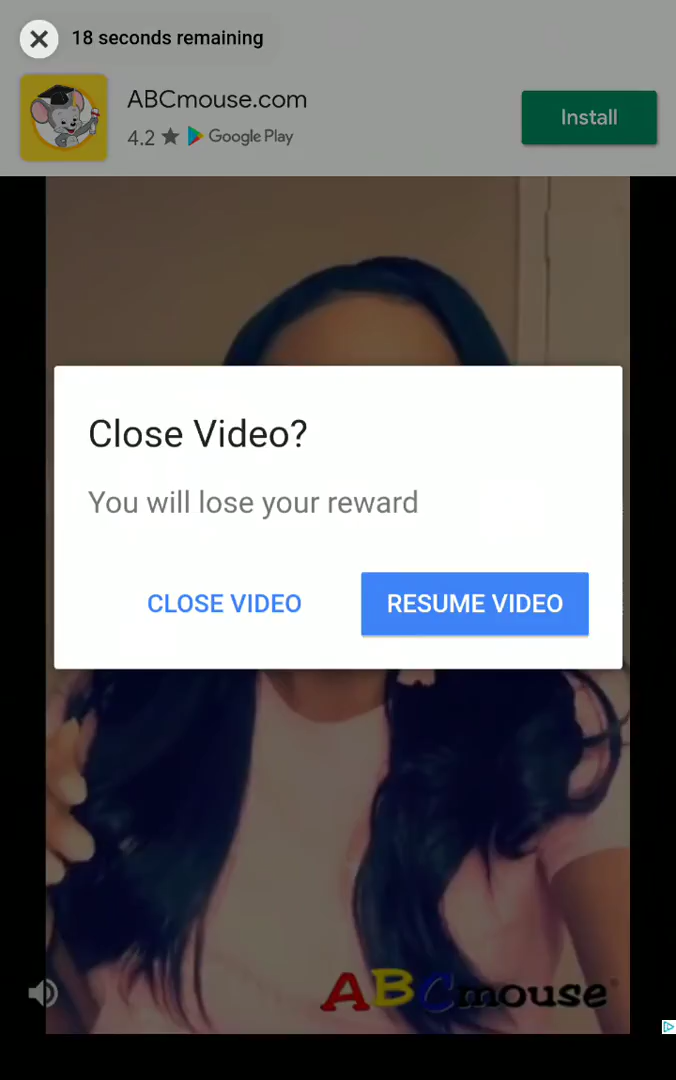 18 seconds remaining
ABCmouse.com
Install
4.2 ★ Google Play
Close Video?
You will lose your reward
CLOSE VIDEO
RESUME VIDEO
ABCmouse